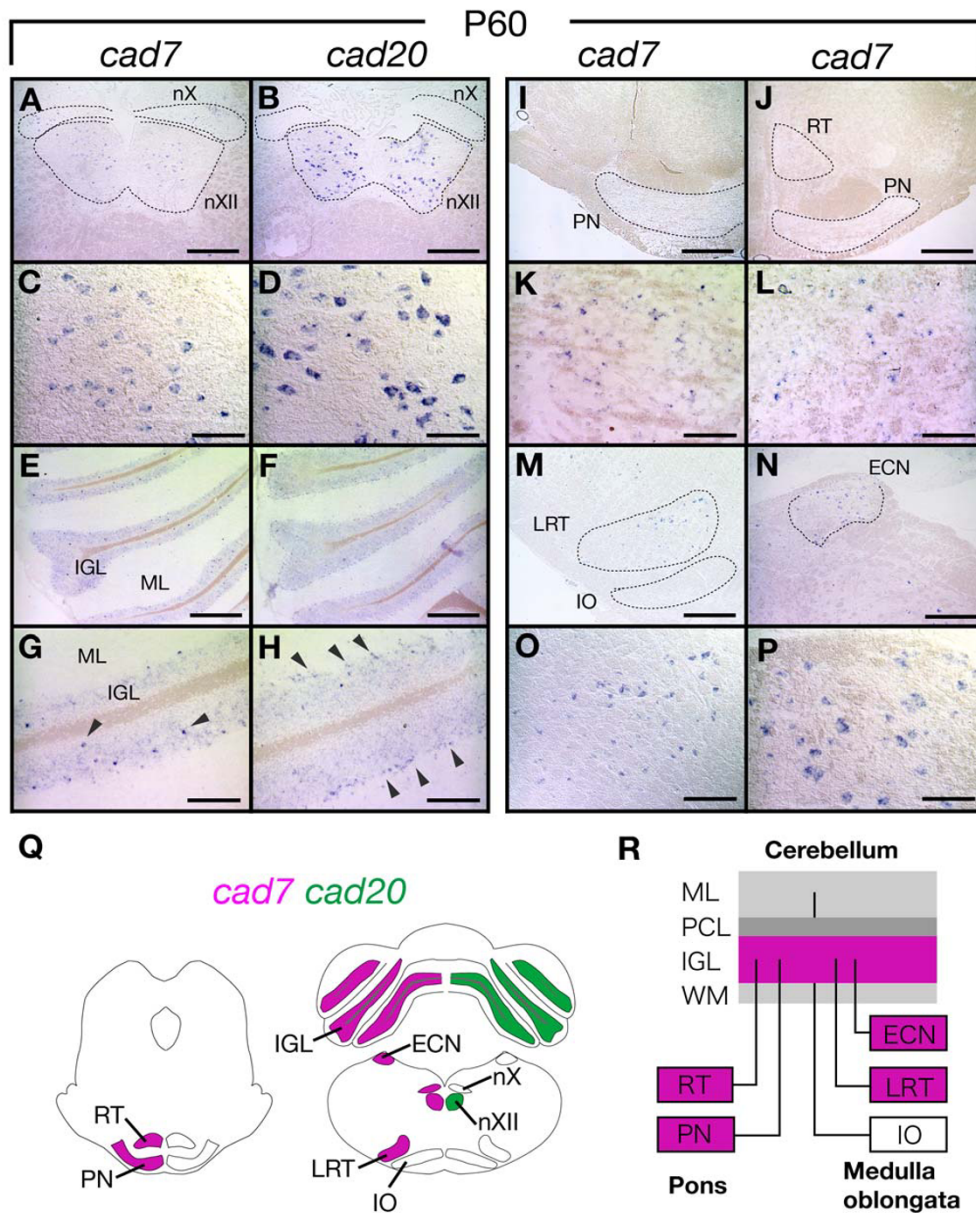 P60
cad7 cad20 cad7 cad7
A nX
nXII
B nX
nXII
I
PN
J
RT
PN
C
D
K
L
E
IGL
ML
F
M
LRT
IO
N
ECN
G
ML
IGL
H
O
P
Q
cad7 cad20
RT
PN
IGL
ECN
nX
nXII
LRT
IO
R
Cerebellum
ML
PCL
IGL
WM
ECN
RT
LRT
PN
IO
Pons
Medulla
oblongata